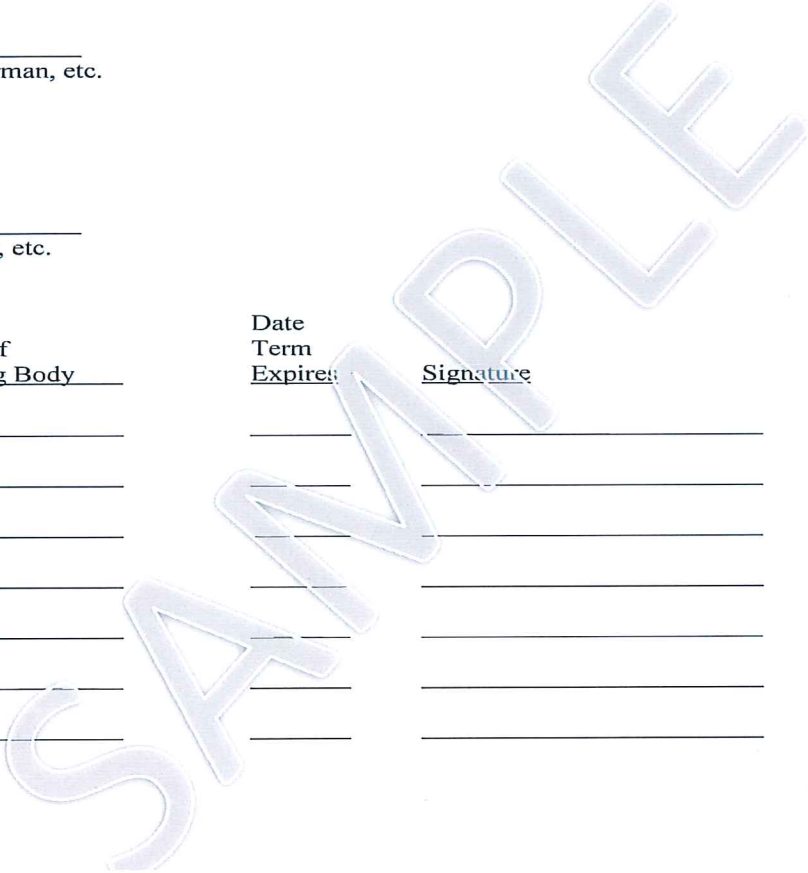 man, etc.
, etc.
Date
f Term
g Body Expires Signature
SAMPLE